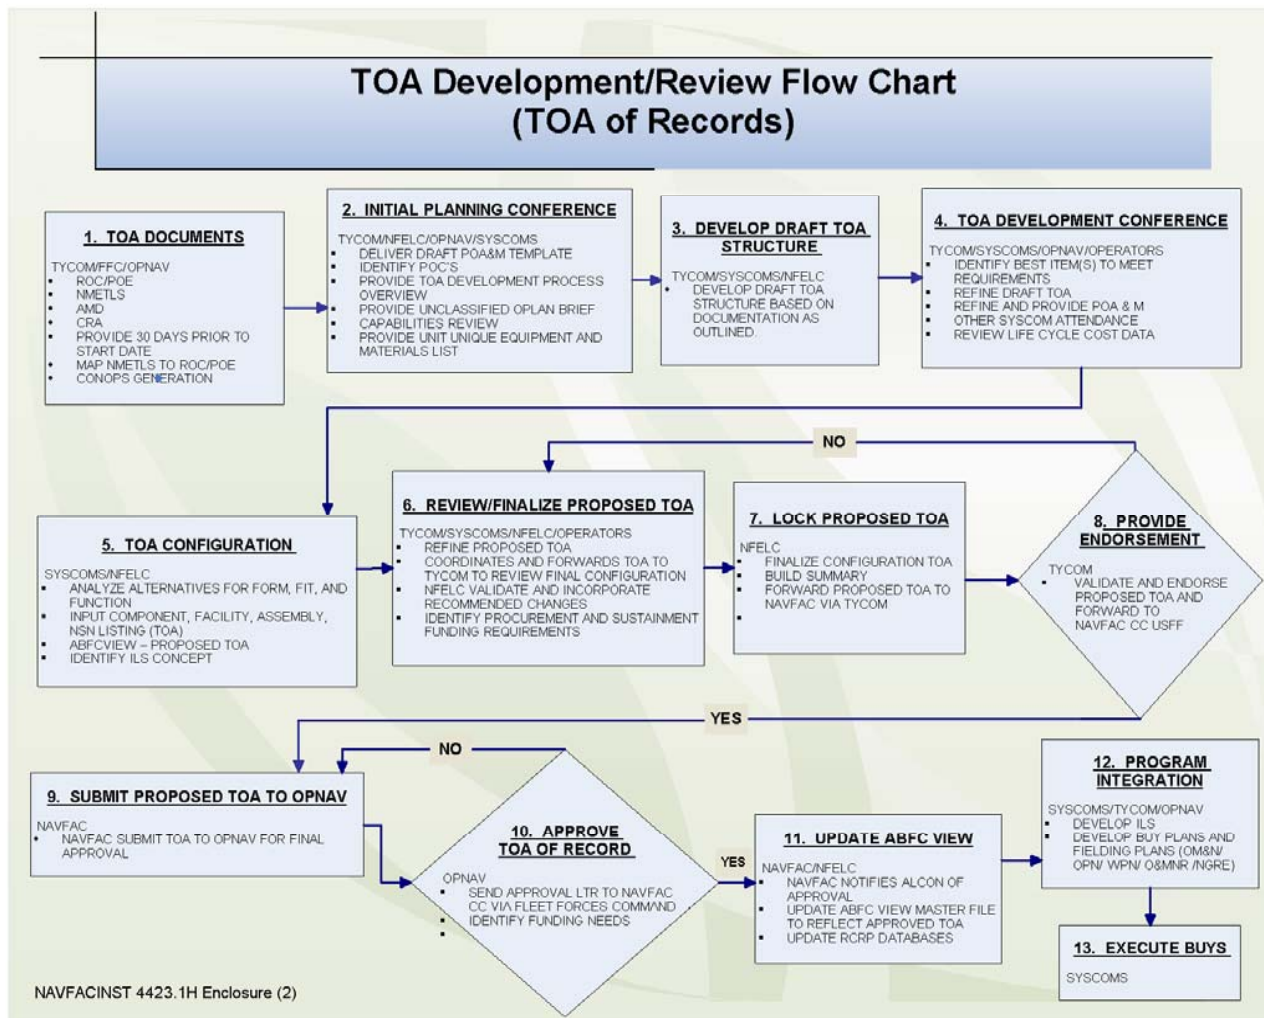 TOA Development/Review Flow Chart
(TOA of Records)
1. TOA DOCUMENTS
TYCOM/FFC/OPNAV
ROC/POE
NMETLS
AMD
CRA
PROVIDE 30 DAYS PRIOR TO
START DATE
MAP NMETLS TO ROC/POE
CONOPS GENERATION
2. INITIAL PLANNING CONFERENCE
TYCOM/NFELC/OPNAV/SYSCOMS
DELIVER DRAFT POA&M TEMPLATE
IDENTIFY POC'S
PROVIDE TOA DEVELOPMENT PROCESS
OVERVIEW
PROVIDE UNCLASSIFIED OPLAN BRIEF
CAPABILITIES REVIEW
PROVIDE UNIT UNIQUE EQUIPMENT AND
MATERIALS LIST
3. DEVELOP DRAFT TOA
STRUCTURE
TYCOM/SYSCOMS/NFELC
DEVELOP DRAFT TOA
STRUCTURE BASED ON
DOCUMENTATION AS
OUTLINED.
4. TOA DEVELOPMENT CONFERENCE
TYCOM/SYSCOMS/OPNAV/OPERATORS
IDENTIFY BEST ITEM(S) TO MEET
REQUIREMENTS
REFINE DRAFT TOA
REFINE AND PROVIDE POA & M
OTHER SYSCOM ATTENDANCE
REVIEW LIFE CYCLE COST DATA
NO
5. TOA CONFIGURATION
SYSCOMS/NFELC
ANALYZE ALTERNATIVES FOR FORM, FIT, AND
FUNCTION
INPUT COMPONENT, FACILITY, ASSEMBLY,
NSN LISTING (TOA)
ABFCVIEW – PROPOSED TOA
IDENTIFY ILS CONCEPT
6. REVIEW/FINALIZE PROPOSED TOA
TYCOM/SYSCOMS/NFELC/OPERATORS
REFINE PROPOSED TOA
COORDINATES AND FORWARDS TOA TO
TYCOM TO REVIEW FINAL CONFIGURATION
NFELC VALIDATE AND INCORPORATE
RECOMMENDED CHANGES
IDENTIFY PROCUREMENT AND SUSTAINMENT
FUNDING REQUIREMENTS
7. LOCK PROPOSED TOA
NFELC
FINALIZE CONFIGURATION TOA
BUILD SUMMARY
FORWARD PROPOSED TOA TO
NAVFAC VIA TYCOM
8. PROVIDE
ENDORSEMENT
TYCOM
VALIDATE AND ENDORSE
PROPOSED TOA AND
FORWARD TO
NAVFAC CC USFF
YES
NO
9. SUBMIT PROPOSED TOA TO OPNAV
NAVFAC
NAVFAC SUBMIT TOA TO OPNAV FOR FINAL
APPROVAL
10. APPROVE
TOA OF RECORD
OPNAV
SEND APPROVAL LTR TO NAVFAC
CC VIA FLEET FORCES COMMAND
IDENTIFY FUNDING NEEDS
YES
11. UPDATE ABFC VIEW
NAVFAC/NFELC
NAVFAC NOTIFIES ALCON OF
APPROVAL
UPDATE ABFC VIEW MASTER FILE
TO REFLECT APPROVED TOA
UPDATE RCRP DATABASES
12. PROGRAM
INTEGRATION
SYSCOMS/TYCOM/OPNAV
DEVELOP ILS
DEVELOP BUY PLANS AND
FIELDING PLANS (OM&N/
OPN/ WPN/ O&MNR /NGRE)
13. EXECUTE BUYS
SYSCOMS
NAVFACINST 4423.1H Enclosure (2)